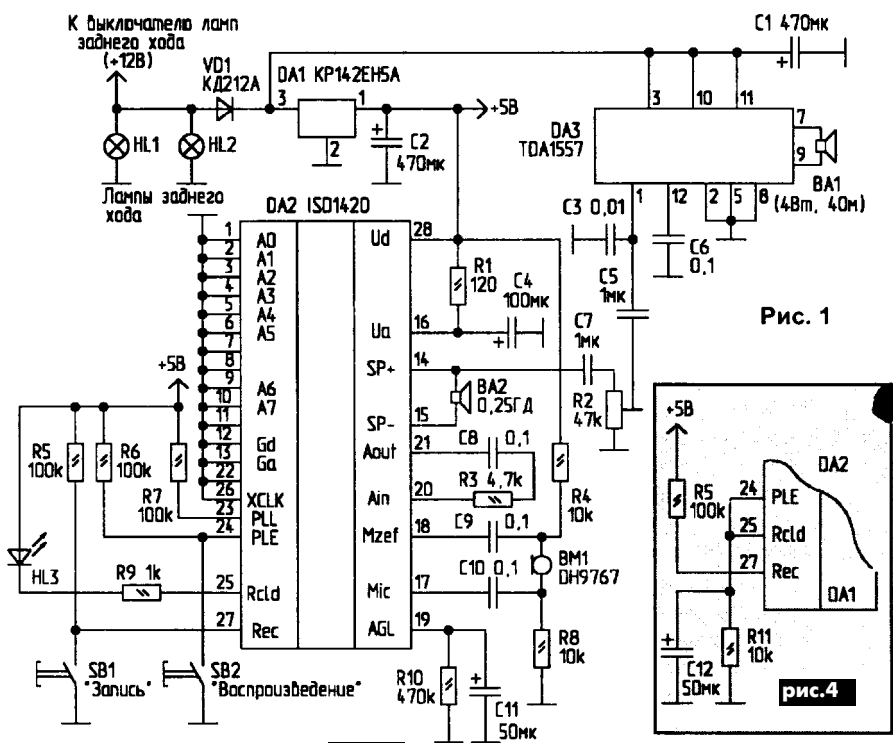 К выключателю ламп
заднего хода
(+12В)
VD1
КД212А
DA1 КР142ЕН5А
3
1
2
+5В
C1 470мк
+
HL1
HL2
Лампы заднего
хода
+
C2
470мк
3
10
11
DA3
TDA1557
7
9
BA1
(4Вт, 4Ом)
1
12
2
5
8
C3 0,01
C6
0,1
C5
1мк
DA2 ISD1420
1
2
3
4
5
6
7
8
9
10
11
12
13
22
26
23
24
25
27
A0
A1
A2
A3
A4
A5
A6
A7
Gd
Ga
XCLK
PLL
PLE
Rcld
Rec
Ud
Ua
SP+
SP-
Aout
Ain
Mzef
Mic
AGL
28
16
14
15
21
20
18
17
19
R1
120
C4
100мк
+
C7
1мк
R2
47k
BA2
0,25ГД
C8
0,1
R3 4,7k
C9
0,1
C10 0,1
R4
10k
BM1
DH9767
R8
10k
R10
470k
+
C11
50мк
+5В
R5
100k
R6
100k
R7
100k
HL3
R9 1k
SB1
"Запись"
SB2
"Воспроизведение"
Рис. 1
+5В
R5
100k
DA2
24
PLE
25
Rcld
27
Rec
DA1
+
C12
50мк
R11
10k
рис.4